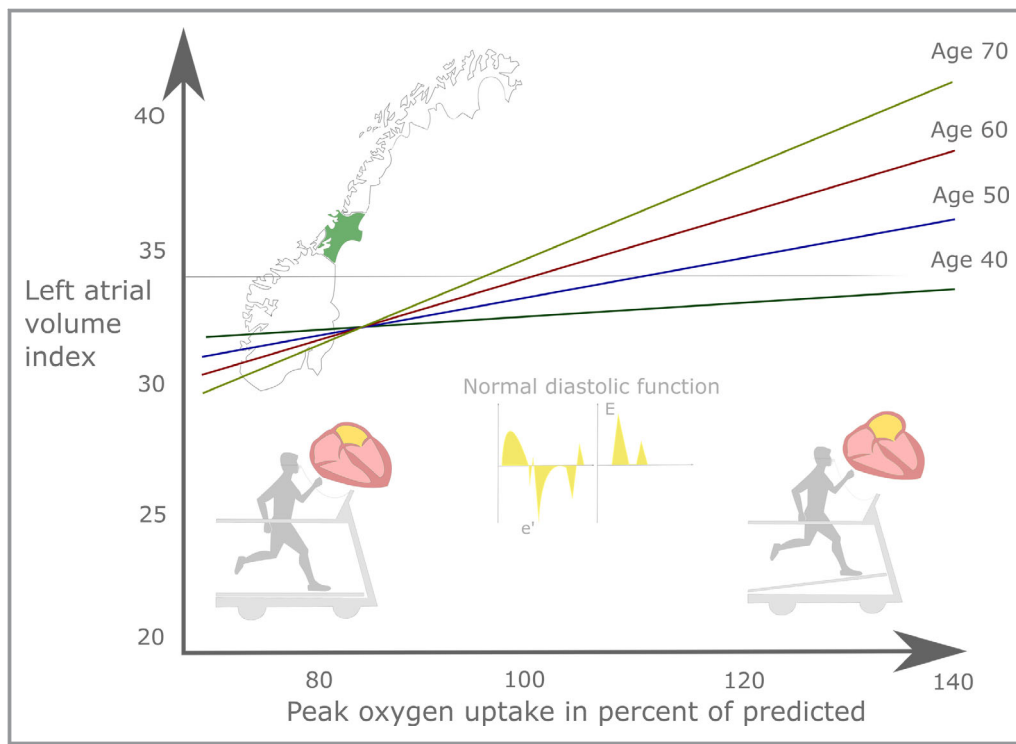 Age 70
40
Age 60
Age 50
35
Age 40
Left atrial
volume
index
30
Normal diastolic function
E
25
e'
20
80 100 120 140
Peak oxygen uptake in percent of predicted